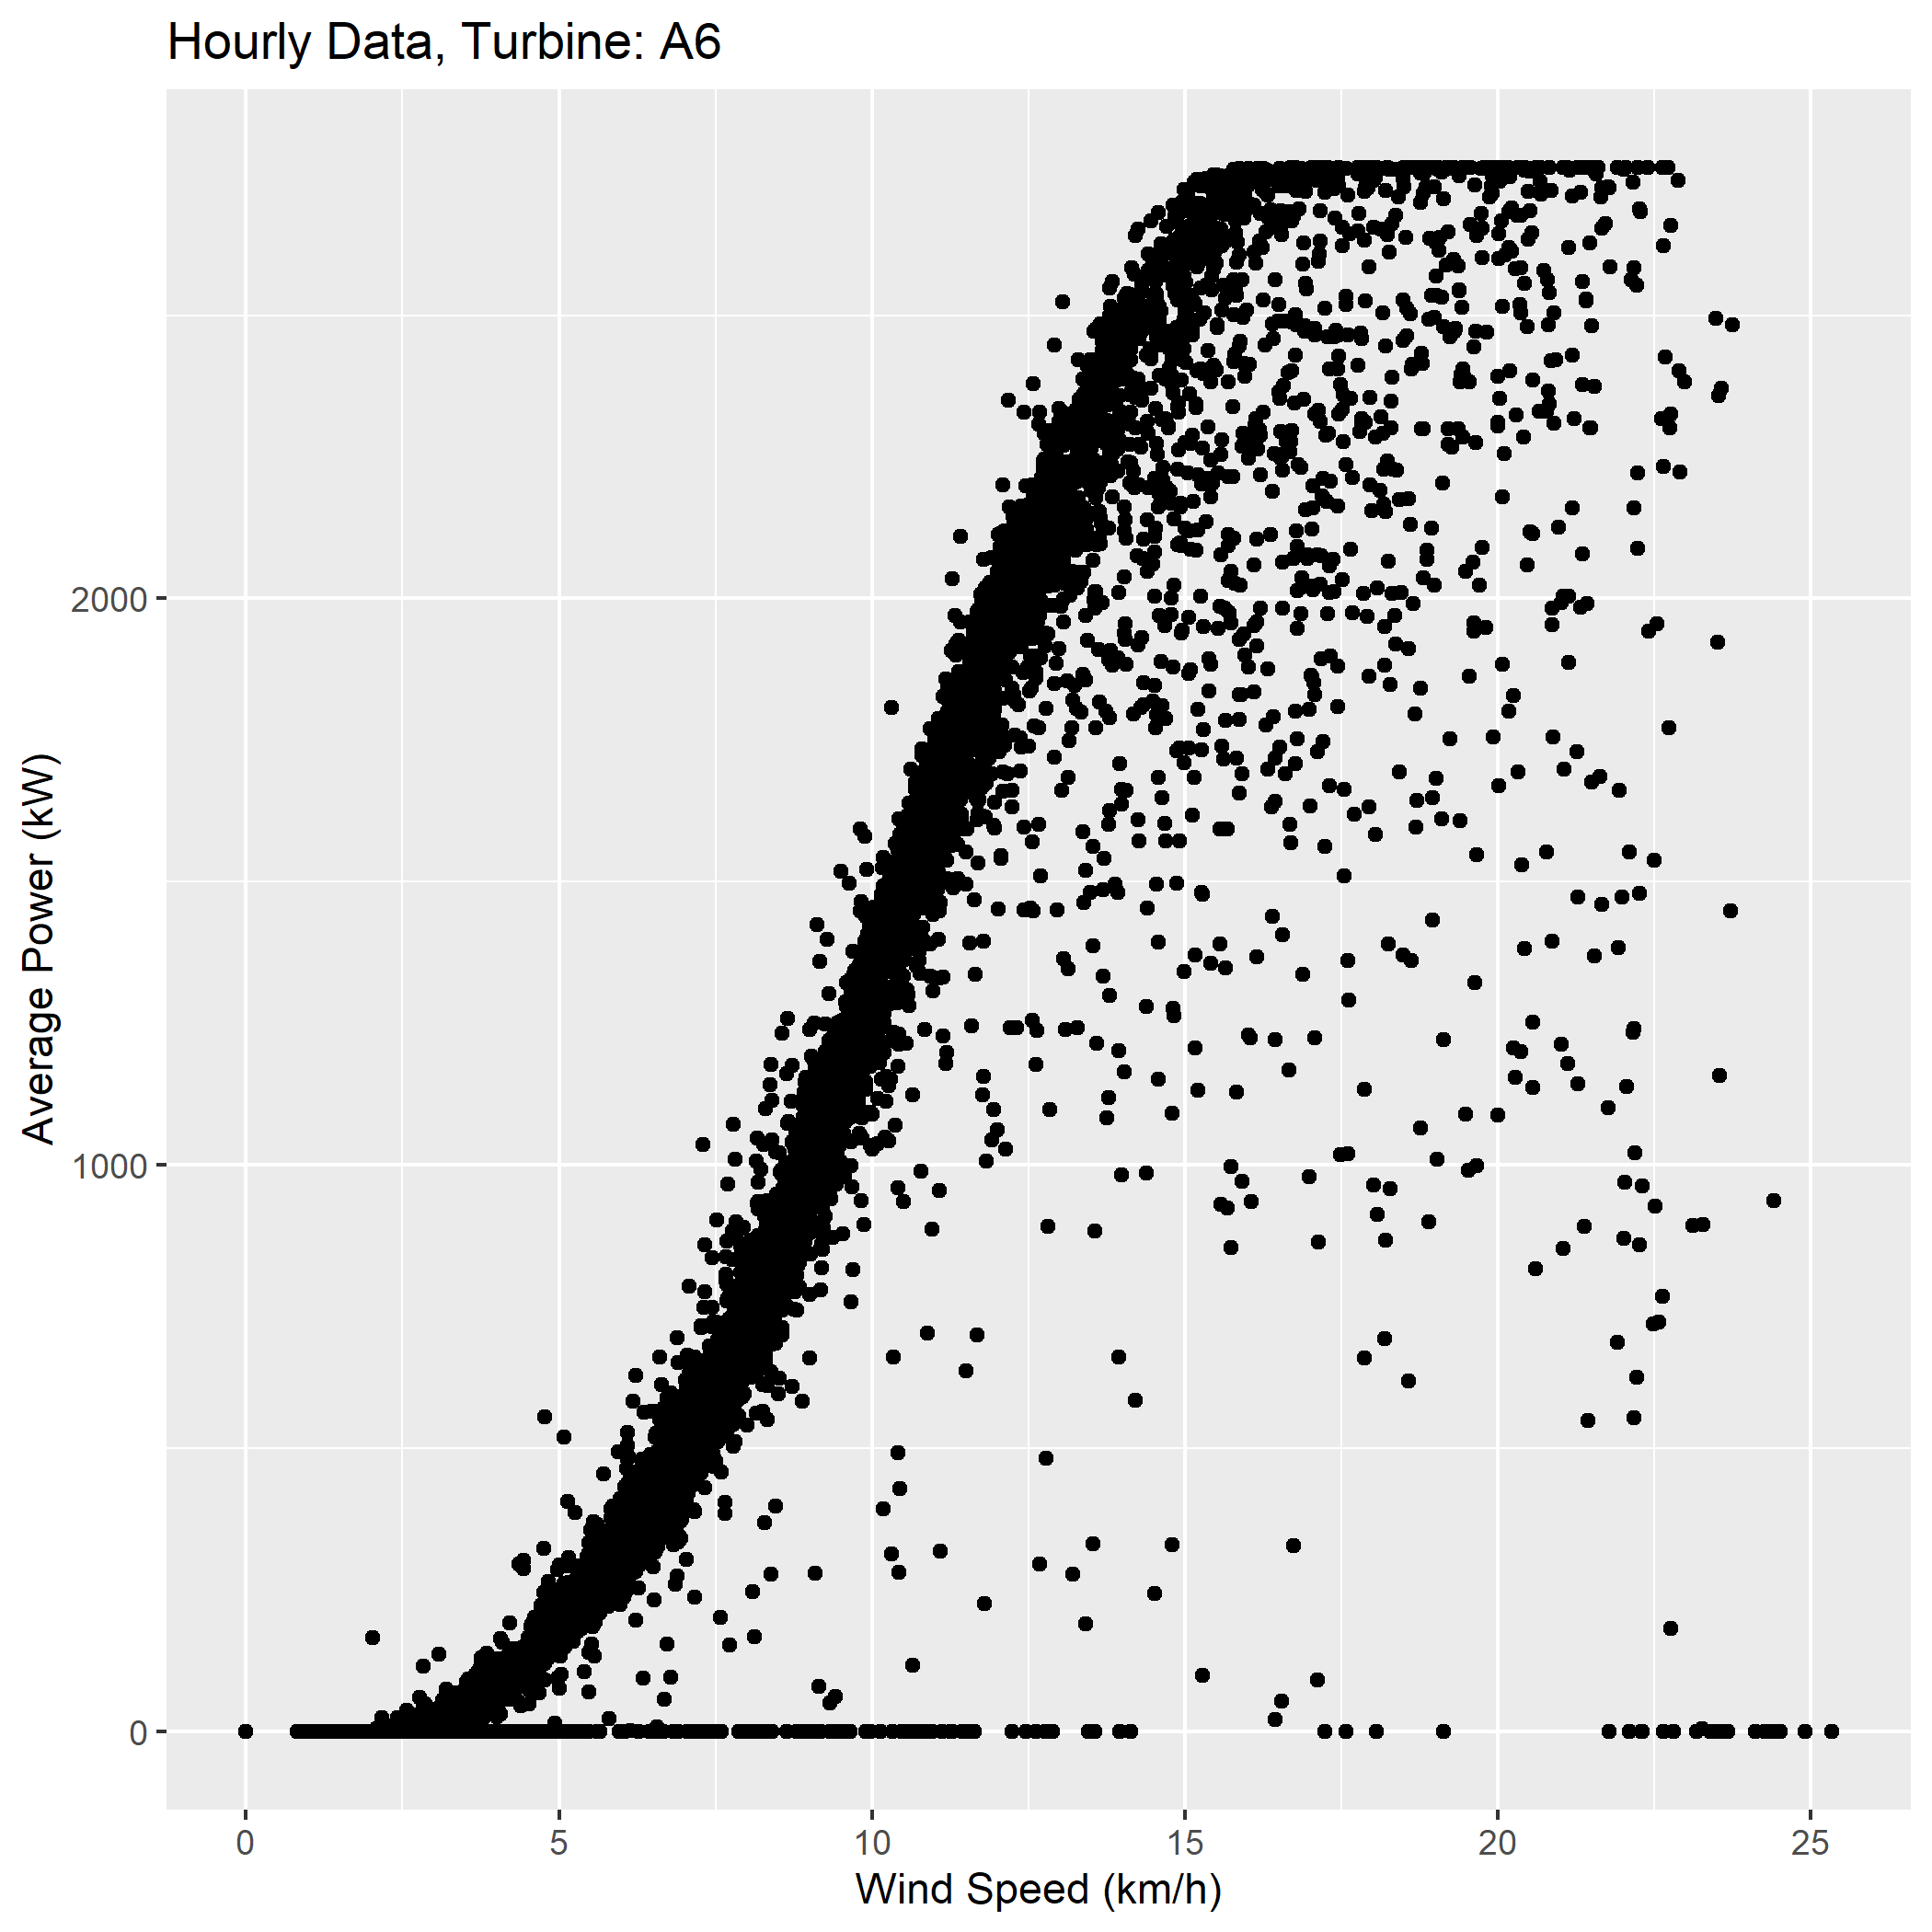 Hourly Data, Turbine: A6
Average Power (kW)
2000
1000
0
0 5 10 15 20 25
Wind Speed (km/h)